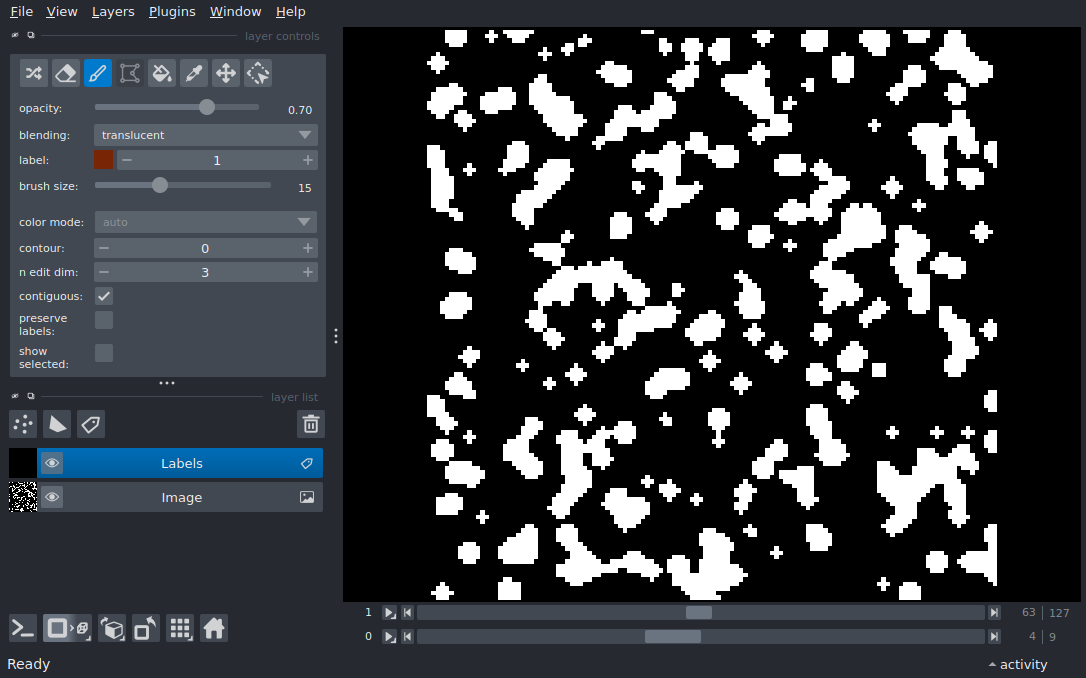 File View Layers Plugins Window Help
layer controls
opacity: 0.70
blending: translucent
label: 1
brush size: 15
color mode: auto
contour: 0
n edit dim: 3
contiguous:
preserve
labels:
show
selected:
layer list
Labels
Image
1 63 127
0 4 9
Ready activity